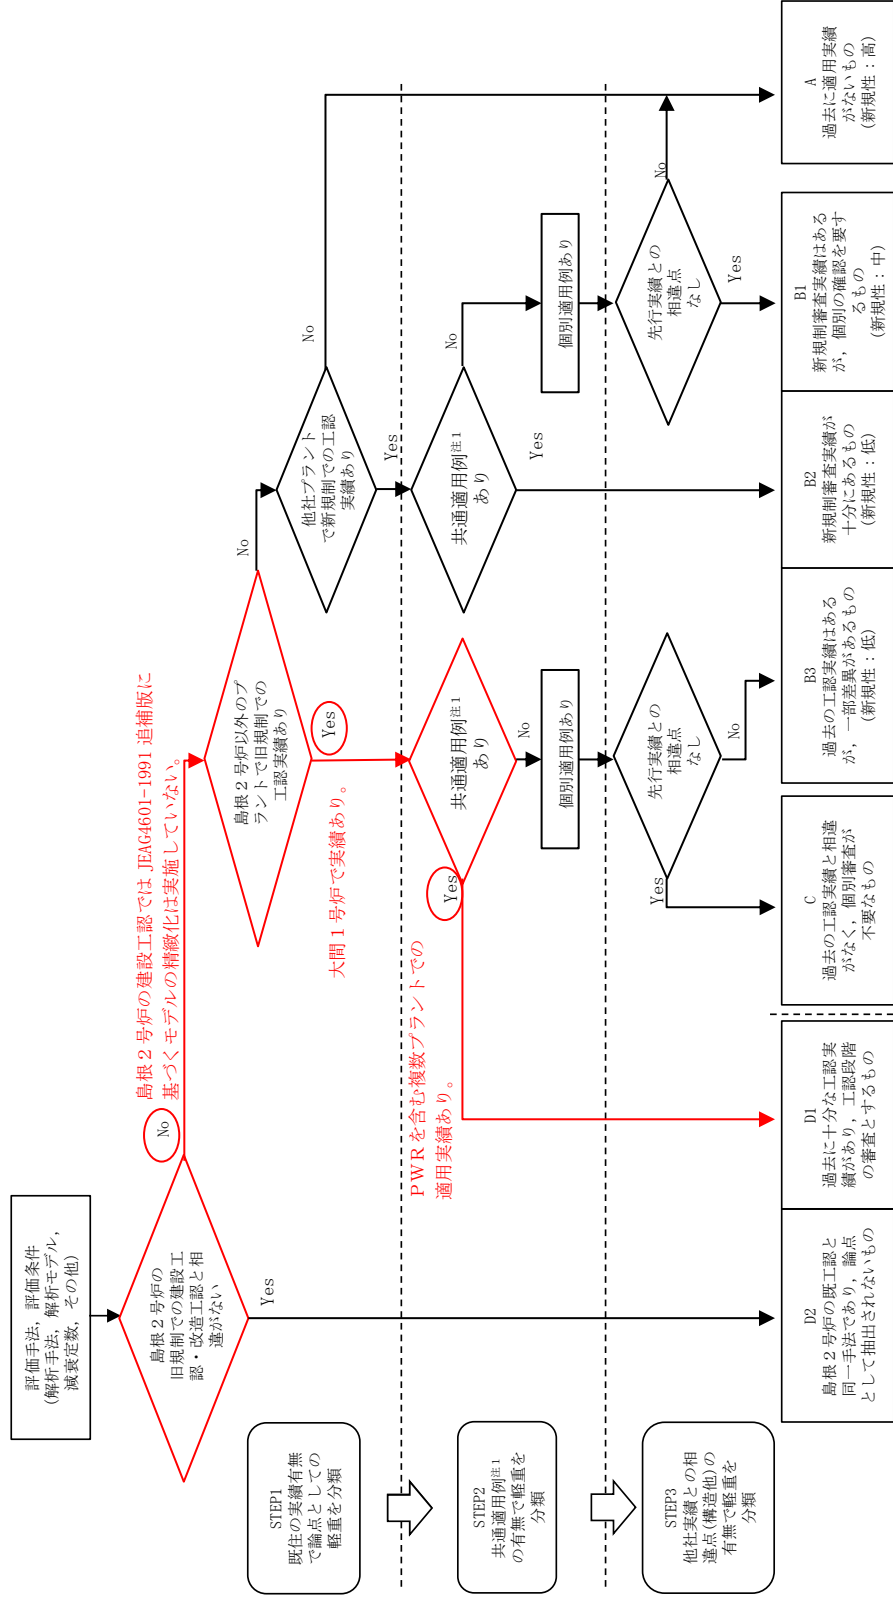 評価手法，評価条件
(解析手法，解析モデル，
減衰定数，その他)
島根２号炉の
旧規制での建設工
認・改造工認と相
違がない
No
Yes
島根２号炉の建設工認では JEAG4601-1991 追補版に
基づくモデルの精緻化は実施していない。
島根２号炉以外のプ
ラントで旧規制での
工認実績あり
No
Yes
大間１号炉で実績あり。
他社プラント
で新規制での工認
実績あり
No
Yes
STEP1
既往の実績有無
で論点としての
軽重を分類
STEP2
共通適用例注１
の有無で軽重を
分類
STEP3
他社実績との相
違点(構造他)の
有無で軽重を
分類
PWRを含む複数プラントでの
適用実績あり。
共通適用例注１
あり
Yes
No
個別適用例あり
先行実績との
相違点
なし
Yes
No
共通適用例注１
あり
No
Yes
個別適用例あり
先行実績との
相違点
なし
No
Yes
D2
島根２号炉の既工認と
同一手法であり，論点
として抽出されないもの
D1
過去に十分な工認実
績があり，工認段階
の審査とするもの
C
過去の工認実績と相違
がなく，個別審査が
不要なもの
B3
過去の工認実績はある
が，一部差異があるもの
(新規性：低)
B2
新規制審査実績が
十分にあるもの
(新規性：低)
B1
新規制審査実績はある
が，個別の確認を要す
るもの
(新規性：中)
A
過去に適用実績
がないもの
(新規性：高)